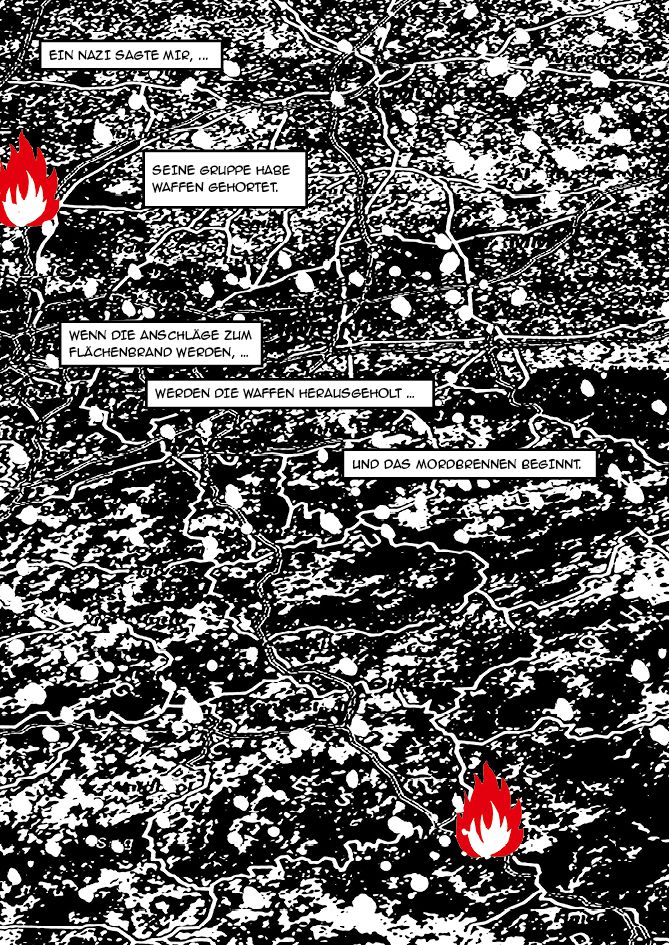 EIN NAZI SAGTE MIR, ...
SEINE GRUPPE HABE
WAFFEN GEHORTET.
WENN DIE ANSCHLÄGE ZUM
FLÄCHENBRAND WERDEN, ...
WERDEN DIE WAFFEN HERAUSGEHOLT ...
UND DAS MORDBRENNEN BEGINNT.